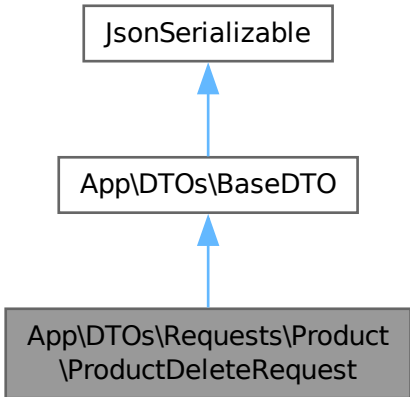 JsonSerializable
App\DTOs\BaseDTO
App\DTOs\Requests\Product
\ProductDeleteRequest